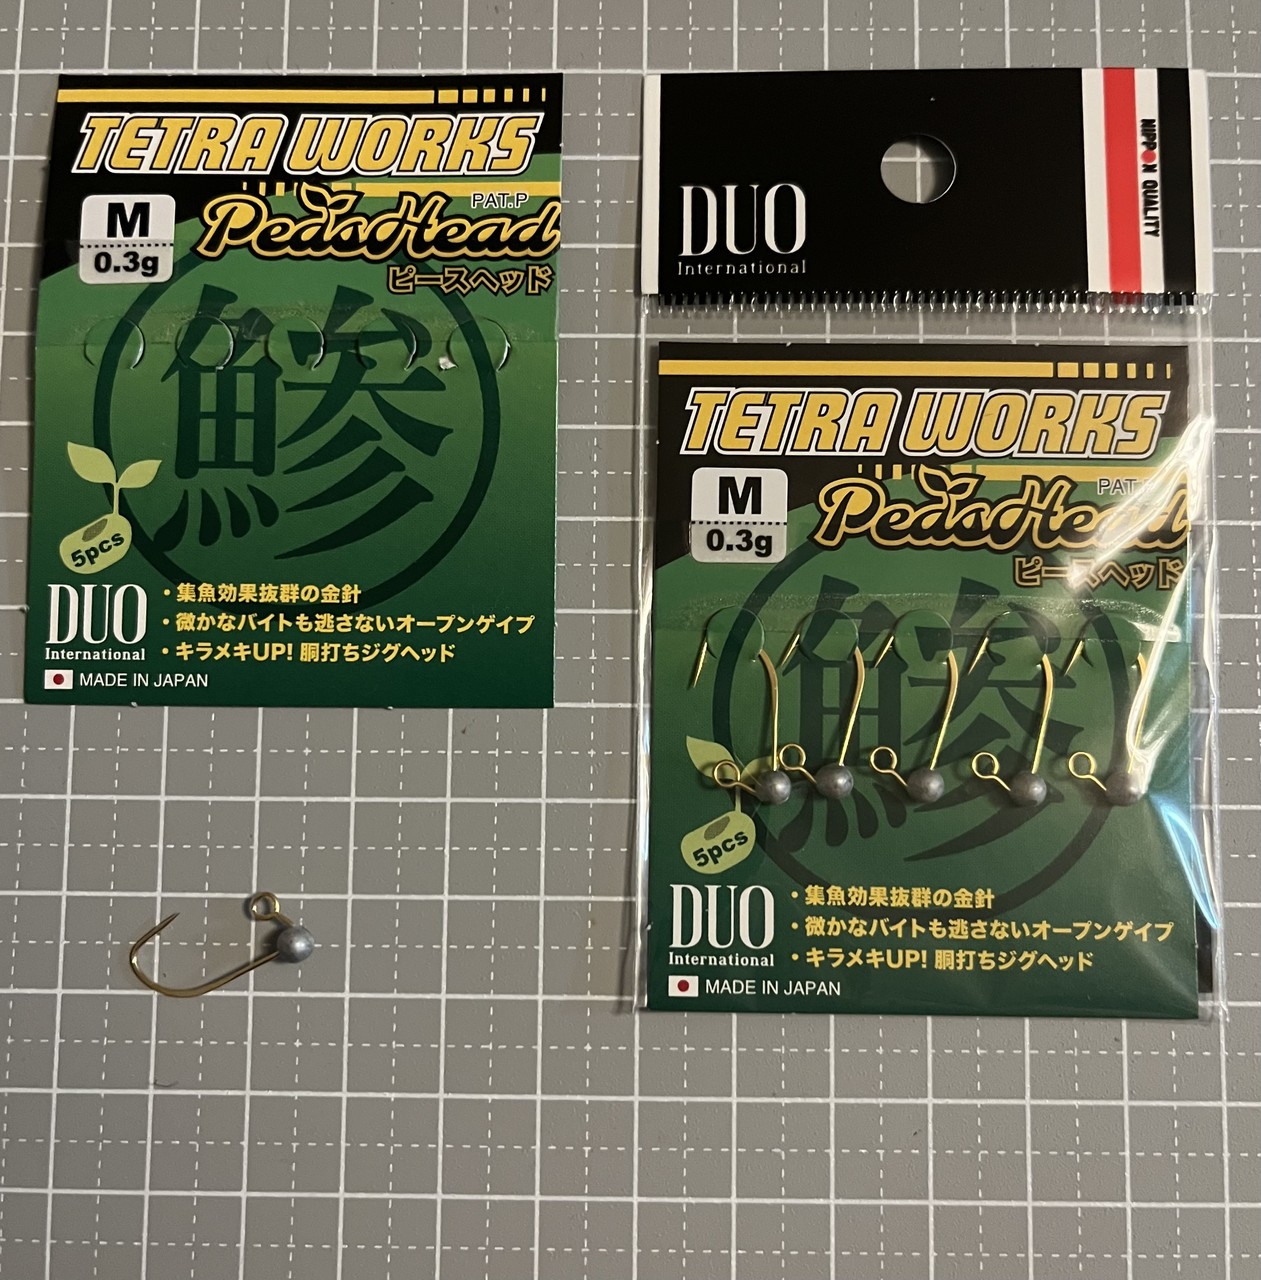 TETRA WORKS
PAT.P
M
0.3g
PeasHead
ピースヘッド
鰺
5pcs
DUO
International
・集魚効果抜群の金針
・微かなバイトも逃さないオープンゲイプ
・キラメキUP! 胴打ちジグヘッド
MADE IN JAPAN
DUO
International
NIPPON QUALITY
TETRA WORKS
PAT.
M
0.3g
PeasHead
ピースヘッド
鰺
5pcs
DUO
International
・集魚効果抜群の金針
・微かなバイトも逃さないオープンゲイプ
・キラメキUP! 胴打ちジグヘッド
MADE IN JAPAN